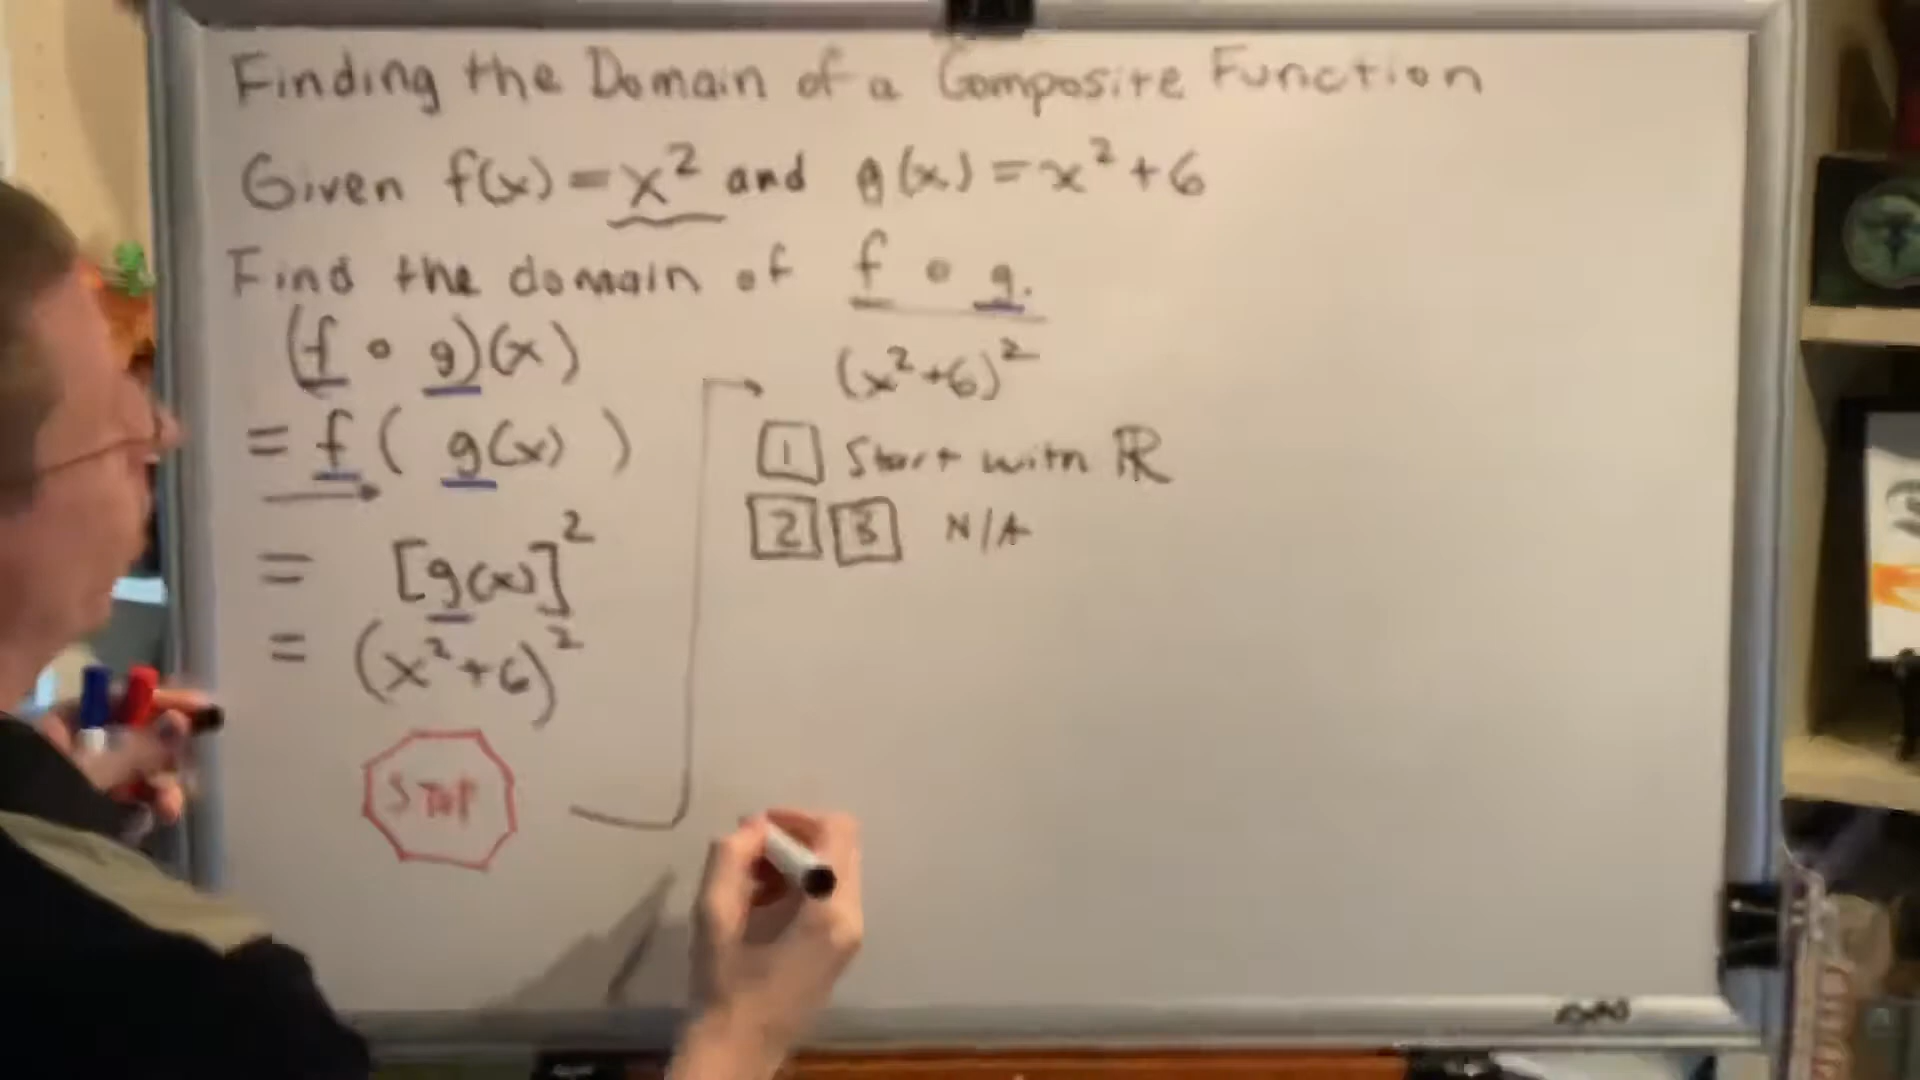 Finding the Domain of a Composite Function
Given f(x) = x² and g(x) = x² + 6
Find the domain of f ∘ g.
(f ∘ g)(x)
= f( g(x) )
= [g(x)]²
= (x²+6)²
STOP
(x²+6)²
1 Start with ℝ
2 3 N/A